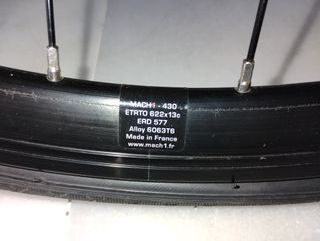 MACH1 - 430
ETRTO 622x13c
ERD 577
Alloy 6063T6
Made in France
www.mach1.fr